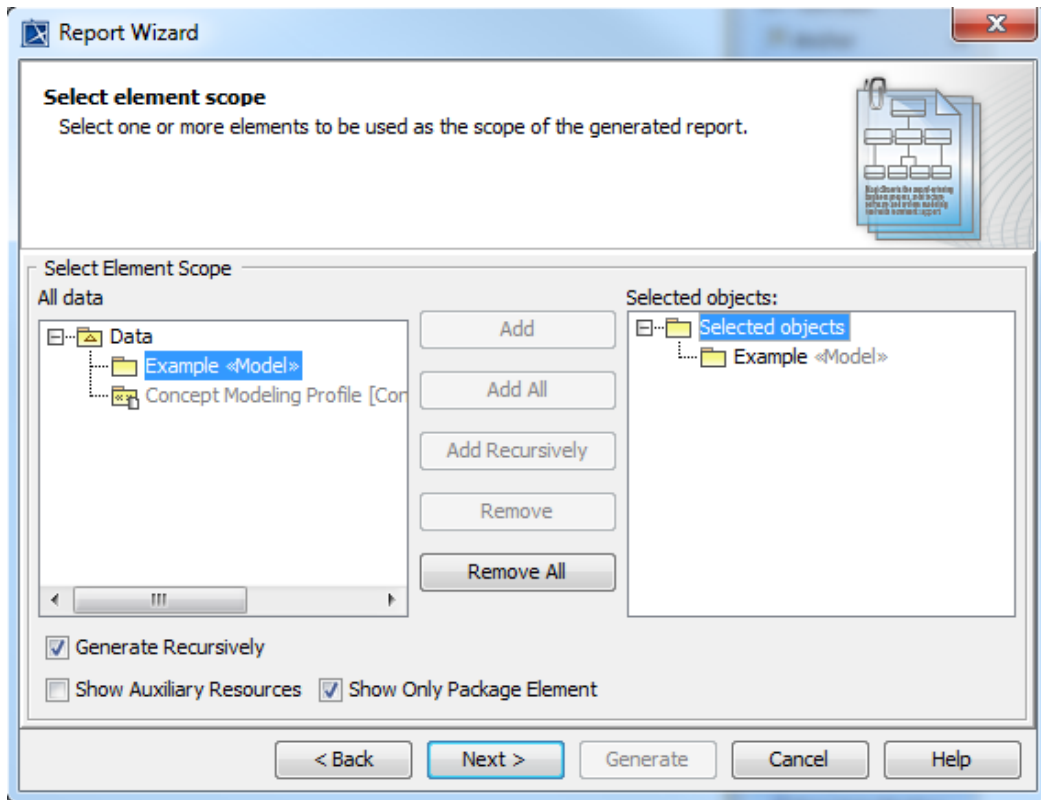 Report Wizard
Select element scope
Select one or more elements to be used as the scope of the generated report.
Select Element Scope
All data
Data
Example «Model»
Concept Modeling Profile [Con
Add
Add All
Add Recursively
Remove
Remove All
Selected objects:
Selected objects
Example «Model»
Generate Recursively
Show Auxiliary Resources
Show Only Package Element
< Back
Next >
Generate
Cancel
Help